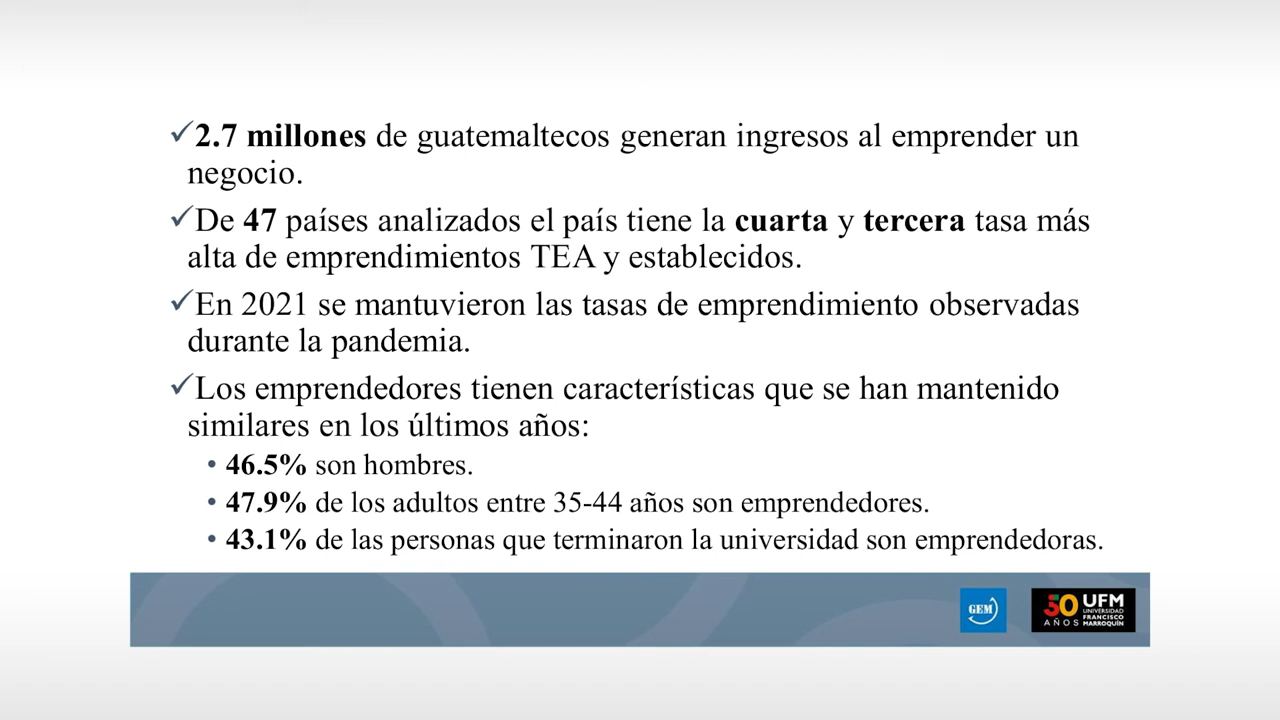 ✓2.7 millones de guatemaltecos generan ingresos al emprender un
negocio.
✓De 47 países analizados el país tiene la cuarta y tercera tasa más
alta de emprendimientos TEA y establecidos.
✓En 2021 se mantuvieron las tasas de emprendimiento observadas
durante la pandemia.
✓Los emprendedores tienen características que se han mantenido
similares en los últimos años:
• 46.5% son hombres.
• 47.9% de los adultos entre 35-44 años son emprendedores.
• 43.1% de las personas que terminaron la universidad son emprendedoras.
GEM
50 AÑOS
UFM
UNIVERSIDAD
FRANCISCO
MARROQUÍN